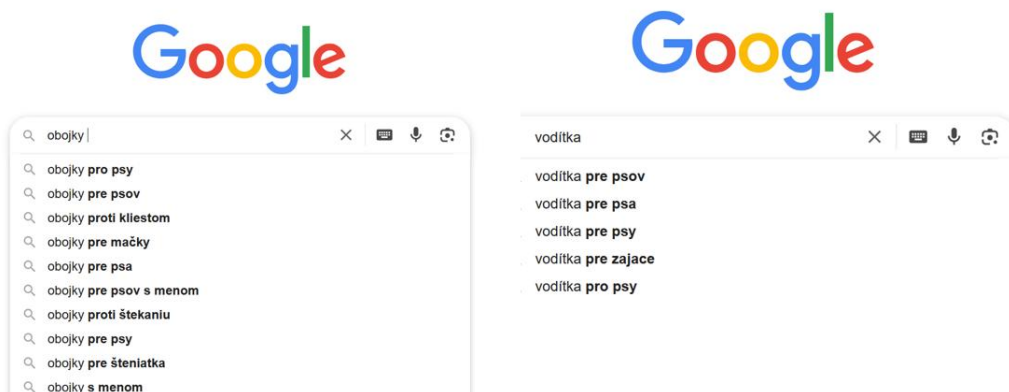 Google
obojky
obojky pro psy
obojky pre psov
obojky proti kliestom
obojky pre mačky
obojky pre psa
obojky pre psov s menom
obojky proti štekaniu
obojky pre psy
obojky pre šteniatka
obojky s menom
Google
vodítka
vodítka pre psov
vodítka pre psa
vodítka pre psy
vodítka pre zajace
vodítka pro psy